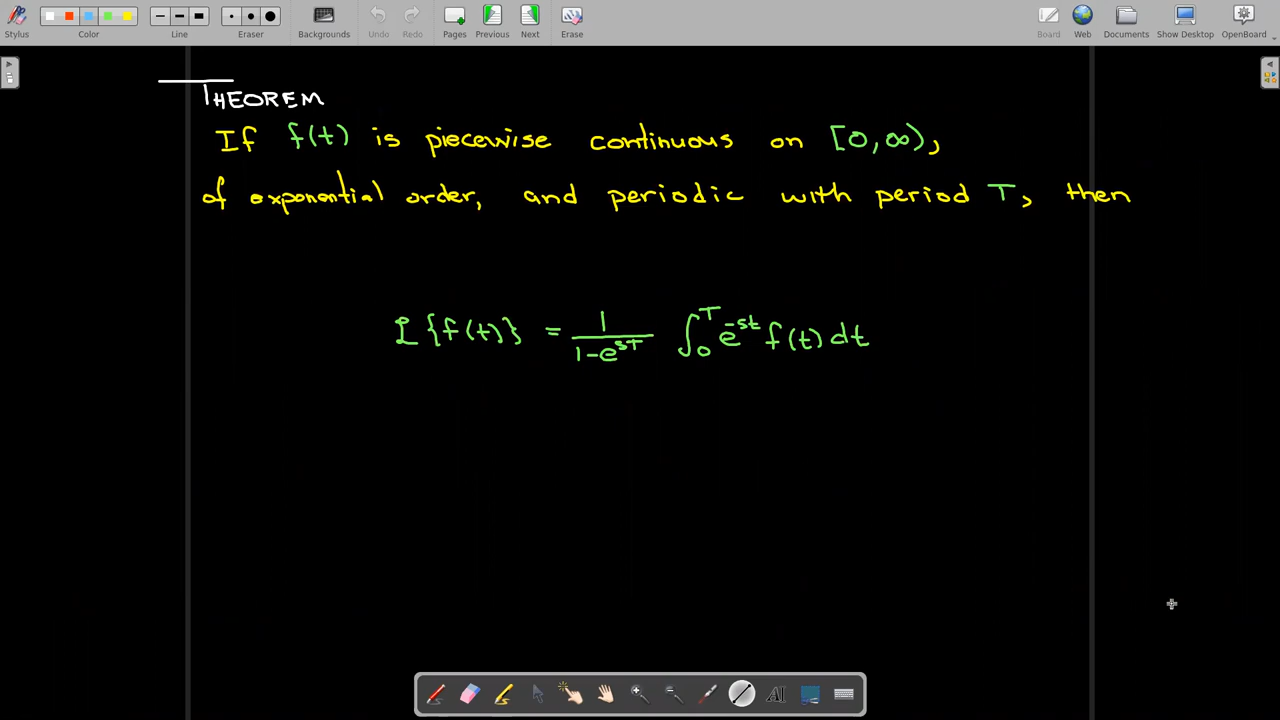 Stylus Color Line Eraser Backgrounds Undo Redo Pages Previous Next Erase Board Web Documents Show Desktop OpenBoard
THEOREM
If f(t) is piecewise continuous on [0,∞),
of exponential order, and periodic with period T, then
ℒ{f(t)} = 1/(1-e^{sT}) ∫_0^T e^{-st} f(t) dt
AI